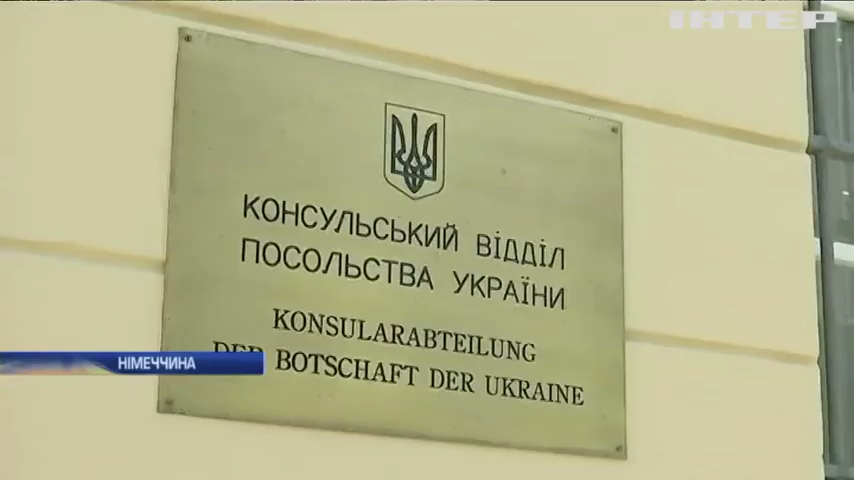 ІНТЕР
КОНСУЛЬСЬКИЙ ВІДДІЛ
ПОСОЛЬСТВА УКРАЇНИ
KONSULARABTEILUNG
DER BOTSCHAFT DER UKRAINE
НІМЕЧЧИНА